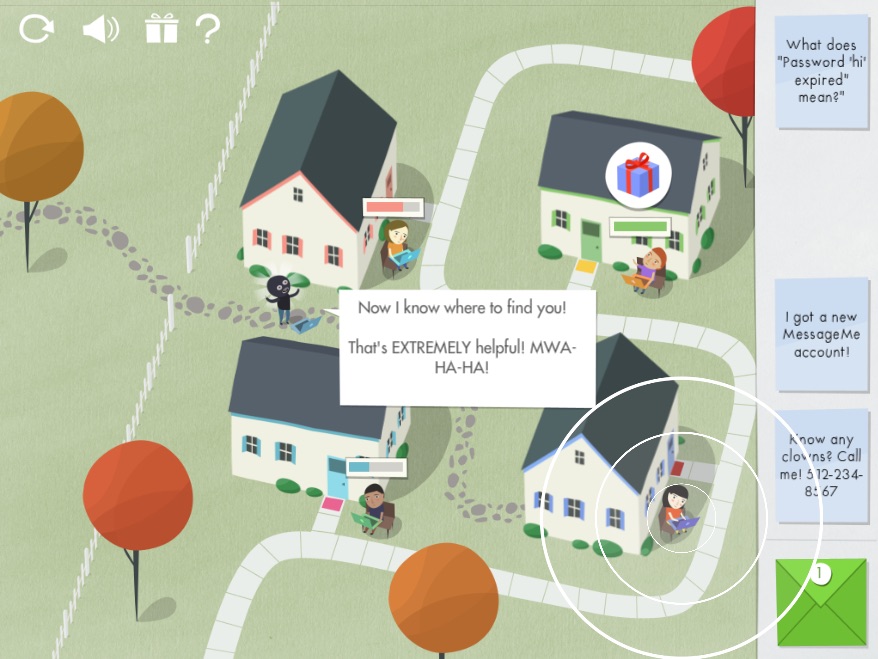 ?
What does
"Password 'hi'
expired"
mean?"
Now I know where to find you!
That's EXTREMELY helpful! MWA-
HA-HA!
I got a new
MessageMe
account!
Know any
clowns? Call
me! 512-234-
8567
1